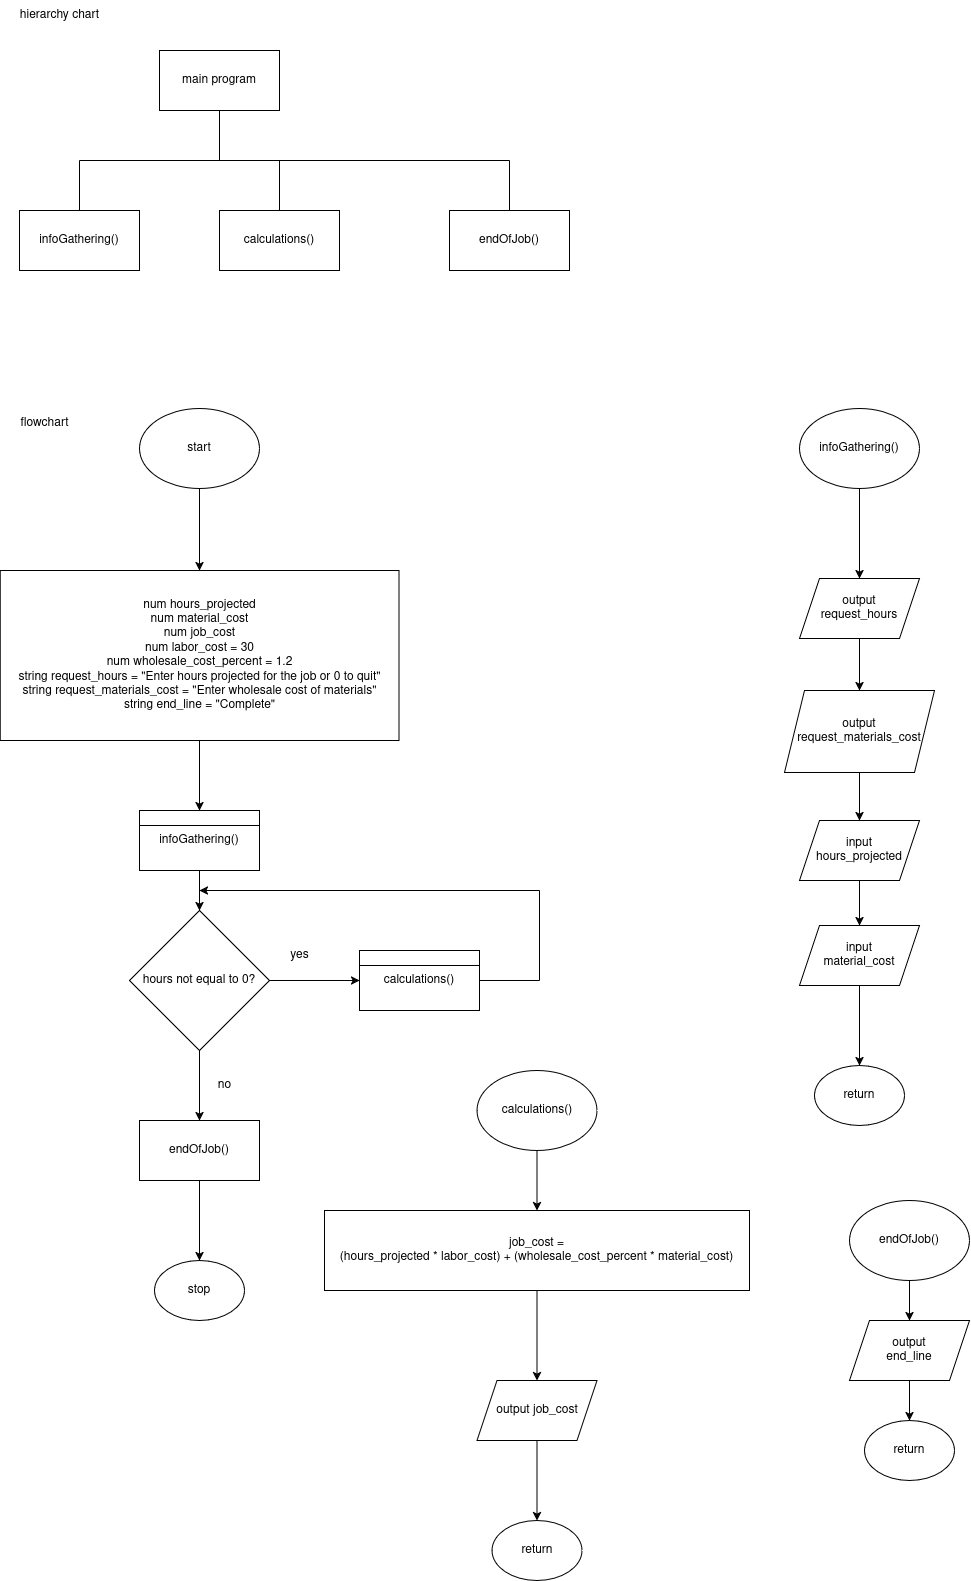 hierarchy chart
main program
infoGathering()
calculations()
endOfJob()
flowchart
start
num hours_projected
num material_cost
num job_cost
num labor_cost = 30
num wholesale_cost_percent = 1.2
string request_hours = "Enter hours projected for the job or 0 to quit"
string request_materials_cost = "Enter wholesale cost of materials"
string end_line = "Complete"
infoGathering()
hours not equal to 0?
yes
calculations()
no
endOfJob()
stop
infoGathering()
output
request_hours
output
request_materials_cost
input
hours_projected
input
material_cost
return
calculations()
job_cost =
(hours_projected * labor_cost) + (wholesale_cost_percent * material_cost)
output job_cost
return
endOfJob()
output
end_line
return